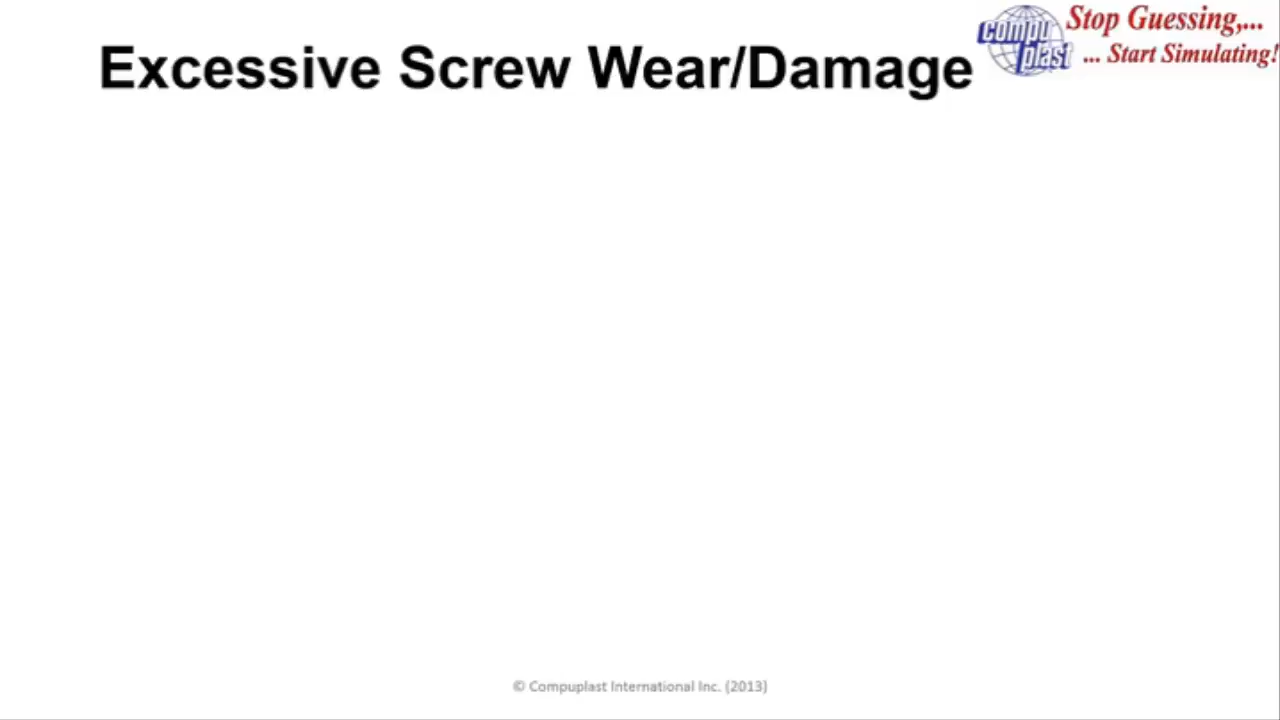 Excessive Screw Wear/Damage
compu
plast
Stop Guessing,...
... Start Simulating!
© Compuplast International Inc. (2013)